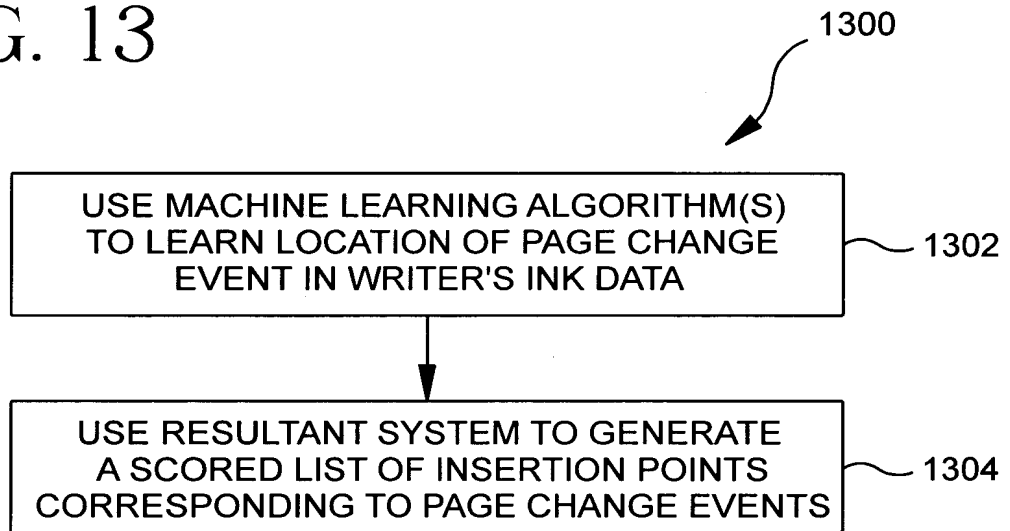 G. 13
1300
USE MACHINE LEARNING ALGORITHM(S)
TO LEARN LOCATION OF PAGE CHANGE
EVENT IN WRITER'S INK DATA
1302
USE RESULTANT SYSTEM TO GENERATE
A SCORED LIST OF INSERTION POINTS
CORRESPONDING TO PAGE CHANGE EVENTS
1304